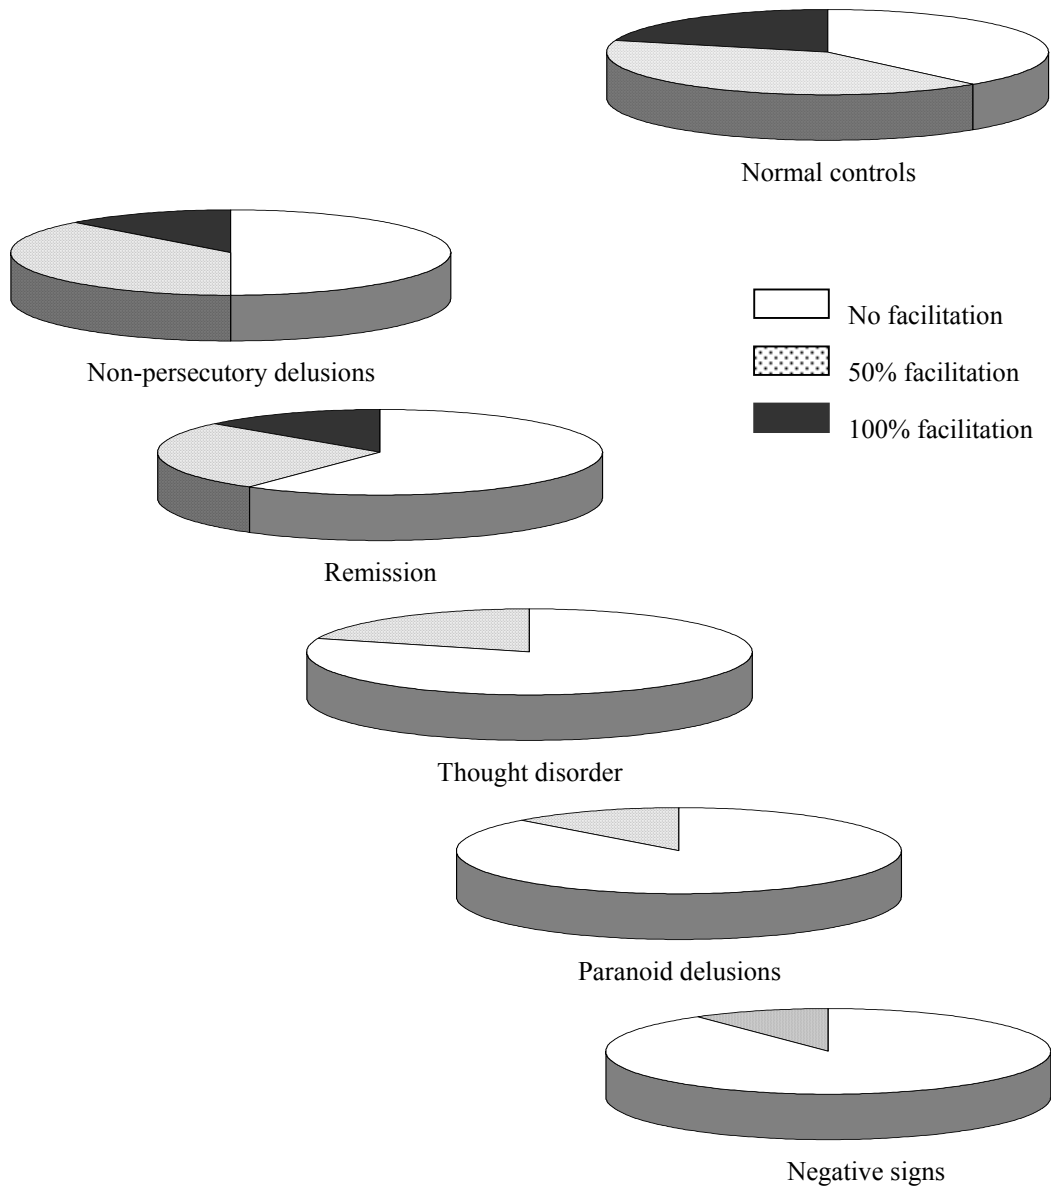 Normal controls
Non-persecutory delusions
No facilitation
50% facilitation
100% facilitation
Remission
Thought disorder
Paranoid delusions
Negative signs